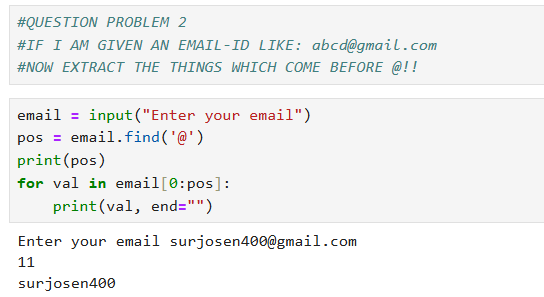 #QUESTION PROBLEM 2
#IF I AM GIVEN AN EMAIL-ID LIKE: abcd@gmail.com
#NOW EXTRACT THE THINGS WHICH COME BEFORE @!!
email = input("Enter your email")
pos = email.find('@')
print(pos)
for val in email[0:pos]:
    print(val, end="")
Enter your email surjosen400@gmail.com
11
surjosen400